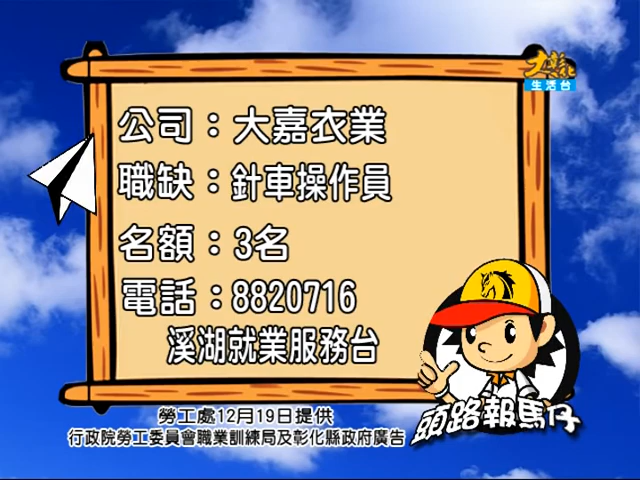 大彰化
生活台
公司：大嘉衣業
職缺：針車操作員
名額：3名
電話：8820716
溪湖就業服務台
頭路報馬仔
勞工處12月19日提供
行政院勞工委員會職業訓練局及彰化縣政府廣告